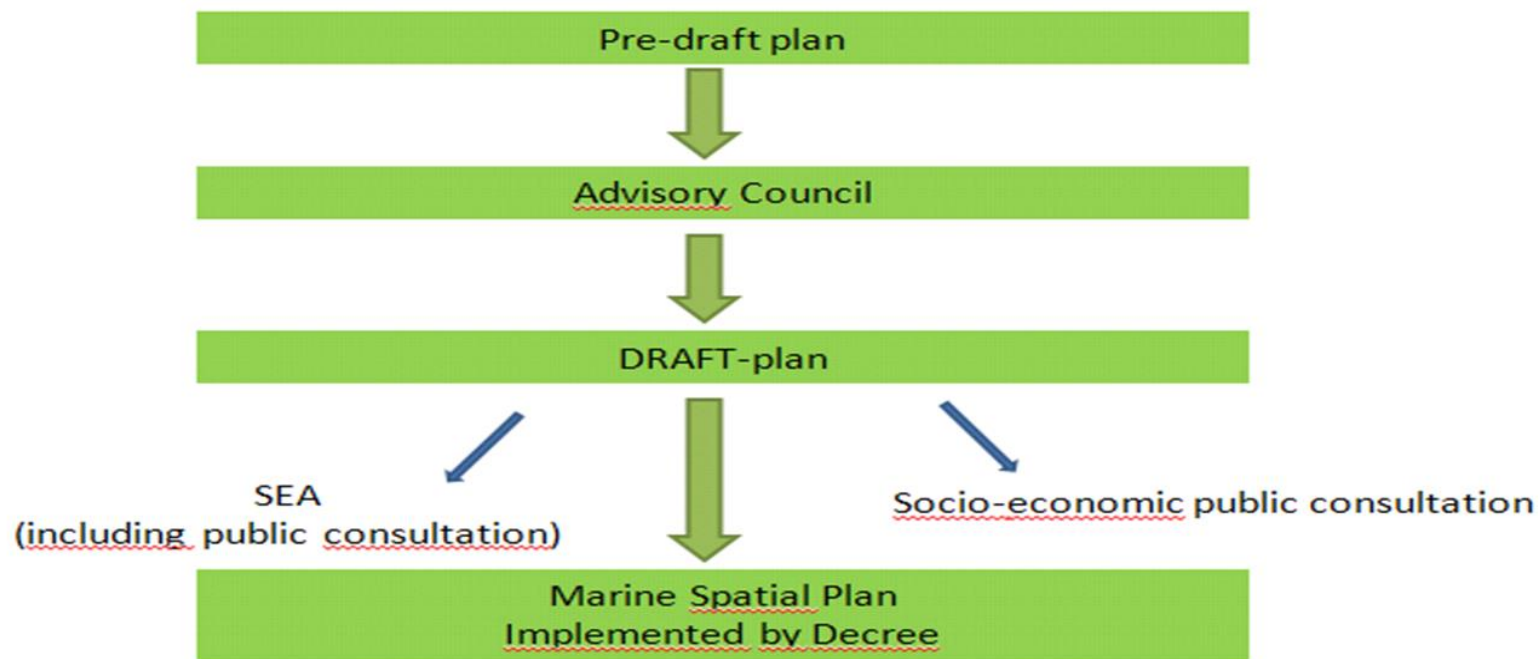 Pre-draft plan
Advisory Council
DRAFT-plan
SEA
(including public consultation)
Socio-economic public consultation
Marine Spatial Plan
Implemented by Decree